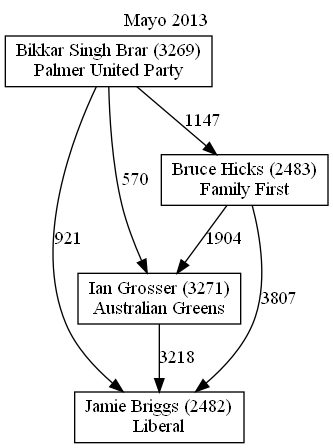 Mayo 2013
Bikkar Singh Brar (3269)
Palmer United Party
1147
Bruce Hicks (2483)
Family First
570
921
1904
3807
Ian Grosser (3271)
Australian Greens
3218
Jamie Briggs (2482)
Liberal